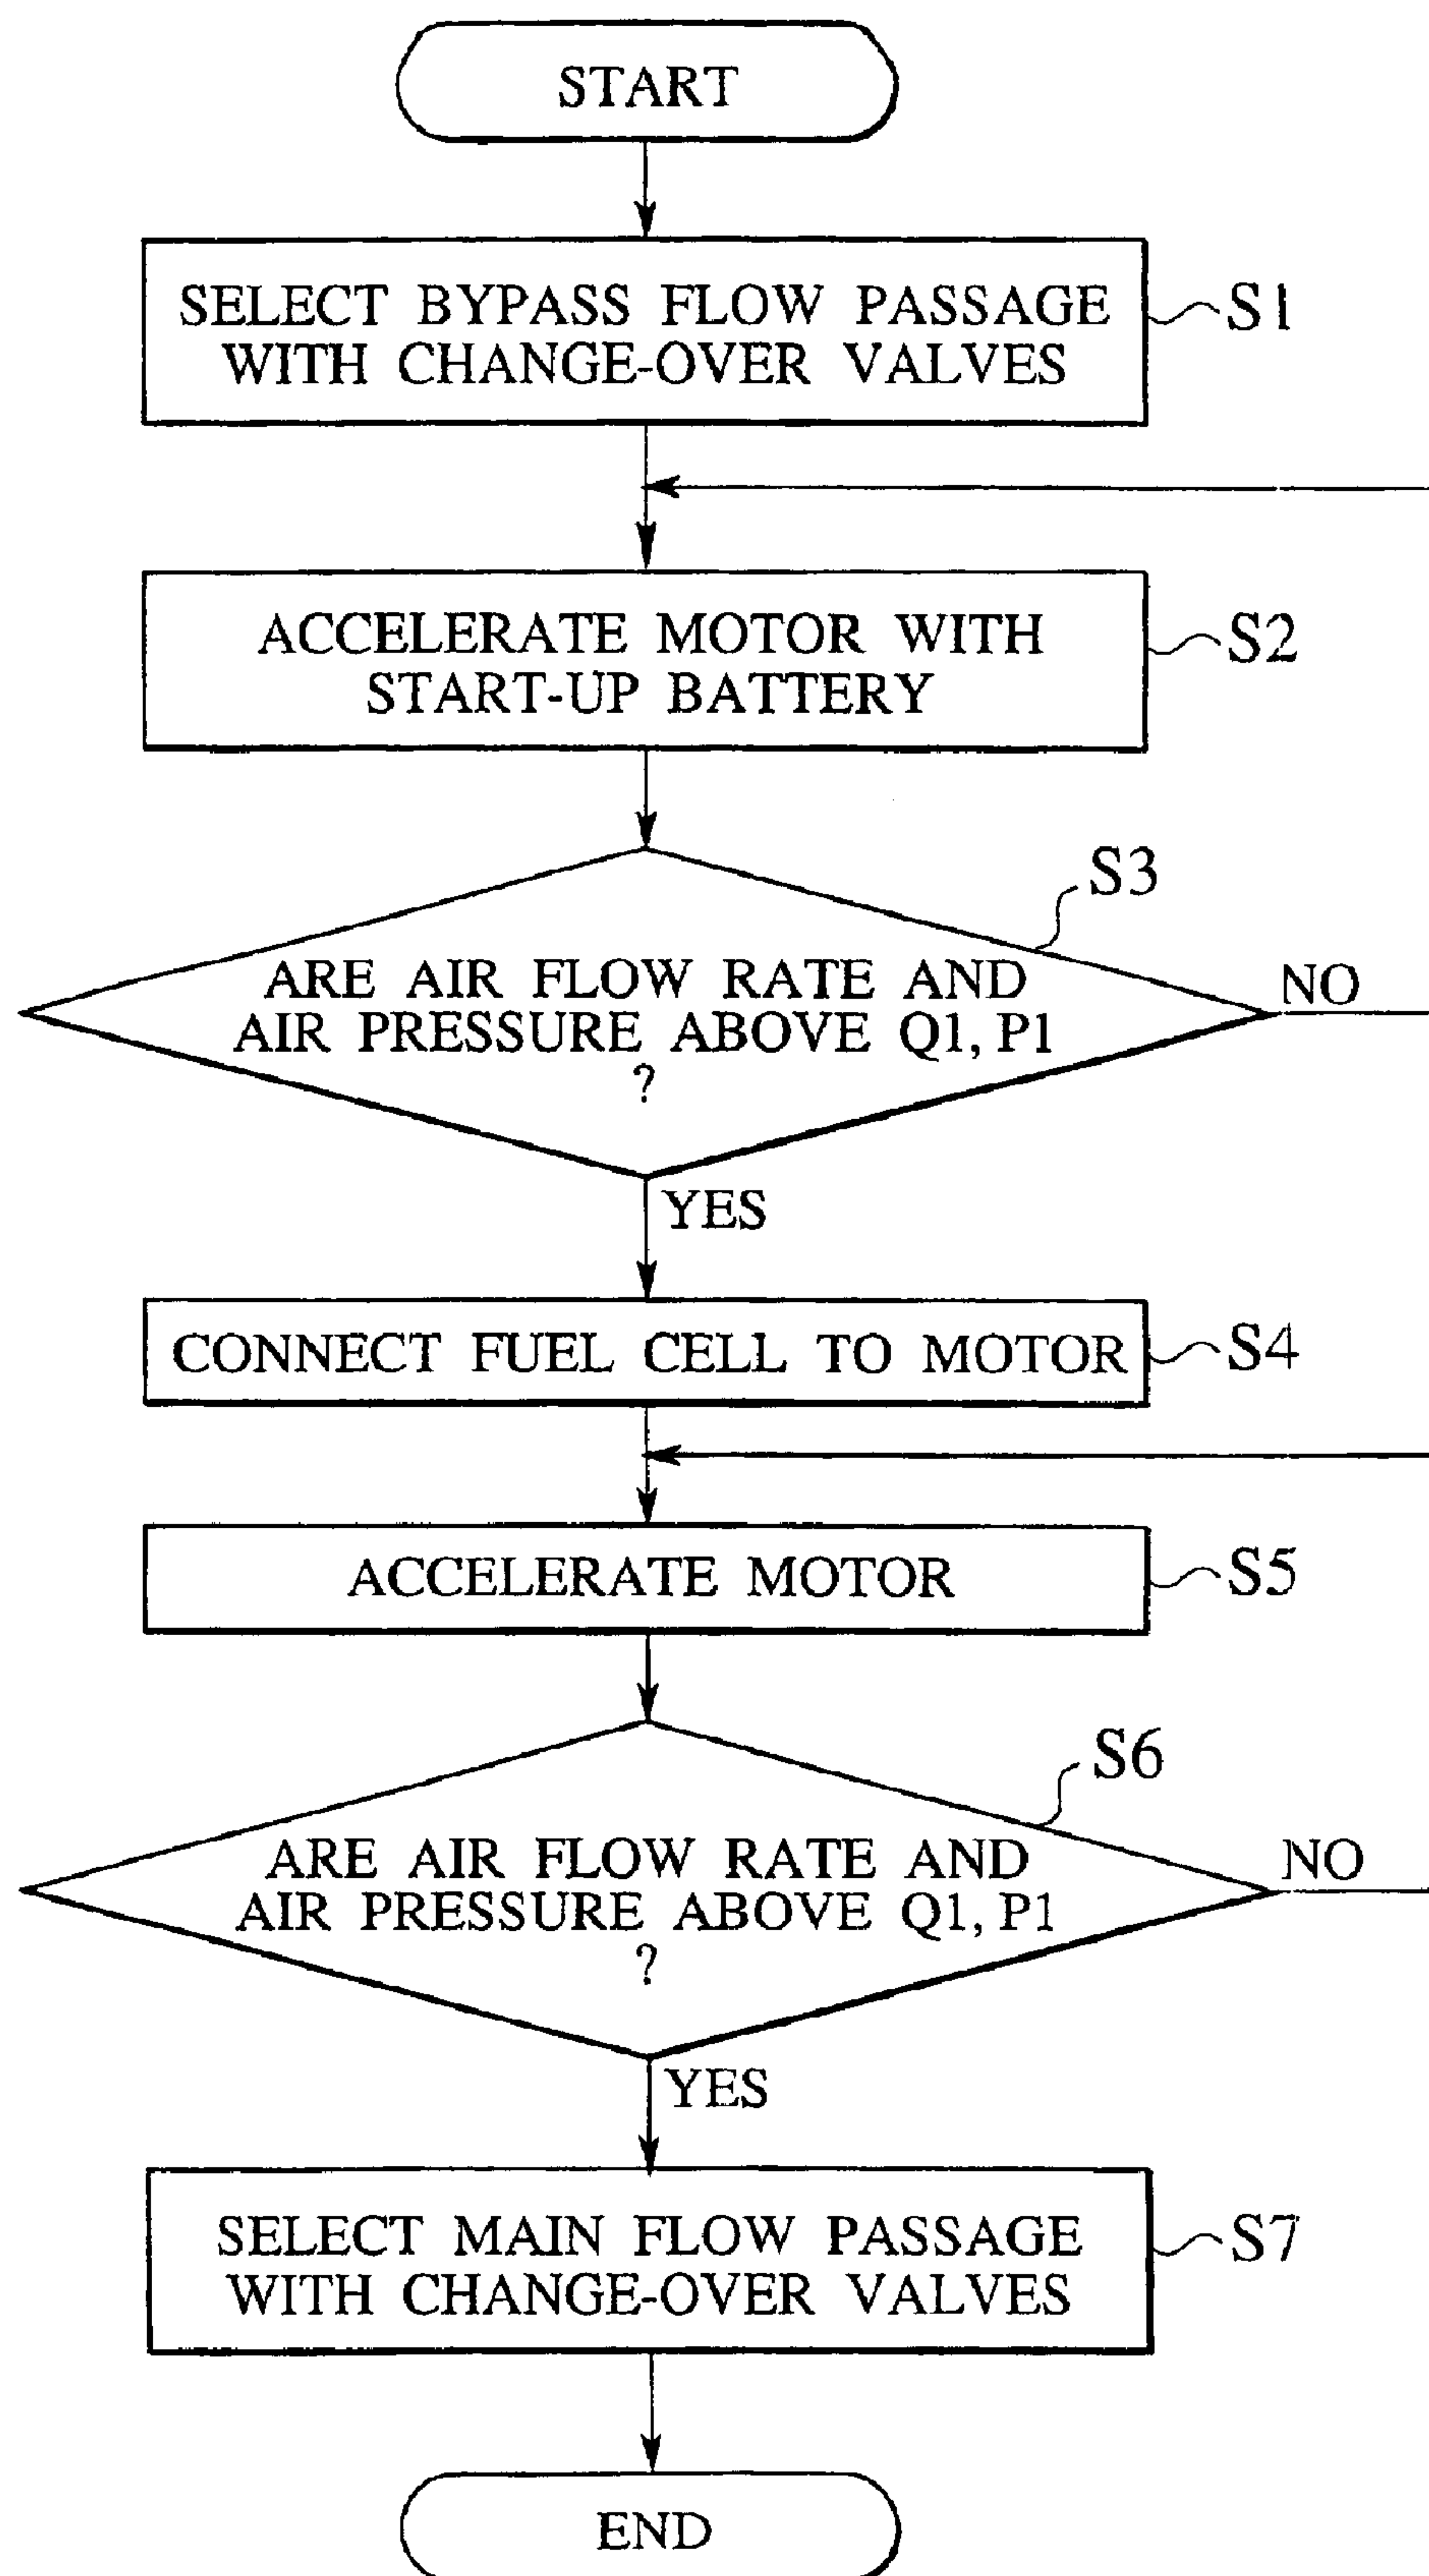 START
SELECT BYPASS FLOW PASSAGE
WITH CHANGE-OVER VALVES
S1
ACCELERATE MOTOR WITH
START-UP BATTERY
S2
S3
ARE AIR FLOW RATE AND
AIR PRESSURE ABOVE Q1, P1
?
NO
YES
CONNECT FUEL CELL TO MOTOR
S4
ACCELERATE MOTOR
S5
S6
ARE AIR FLOW RATE AND
AIR PRESSURE ABOVE Q1, P1
?
NO
YES
SELECT MAIN FLOW PASSAGE
WITH CHANGE-OVER VALVES
S7
END